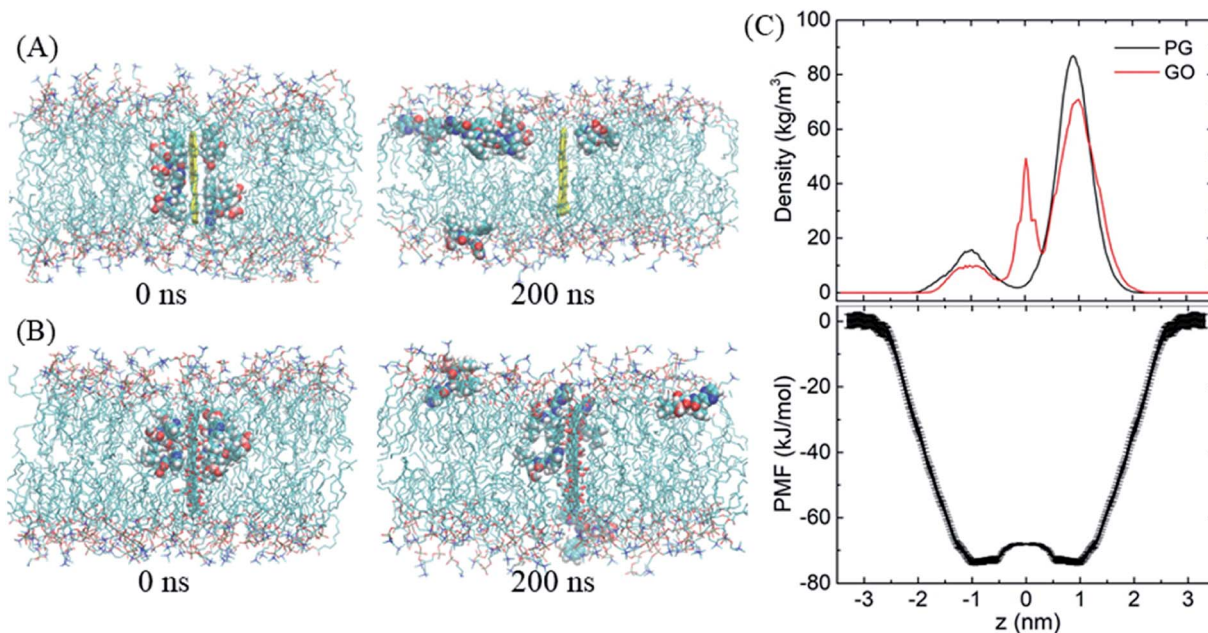 (A)
0 ns
200 ns
(B)
0 ns
200 ns
(C)
PG
GO
Density (kg/m³)
80
60
40
20
0
PMF (kJ/mol)
0
-20
-40
-60
-80
-3 -2 -1 0 1 2 3
z (nm)